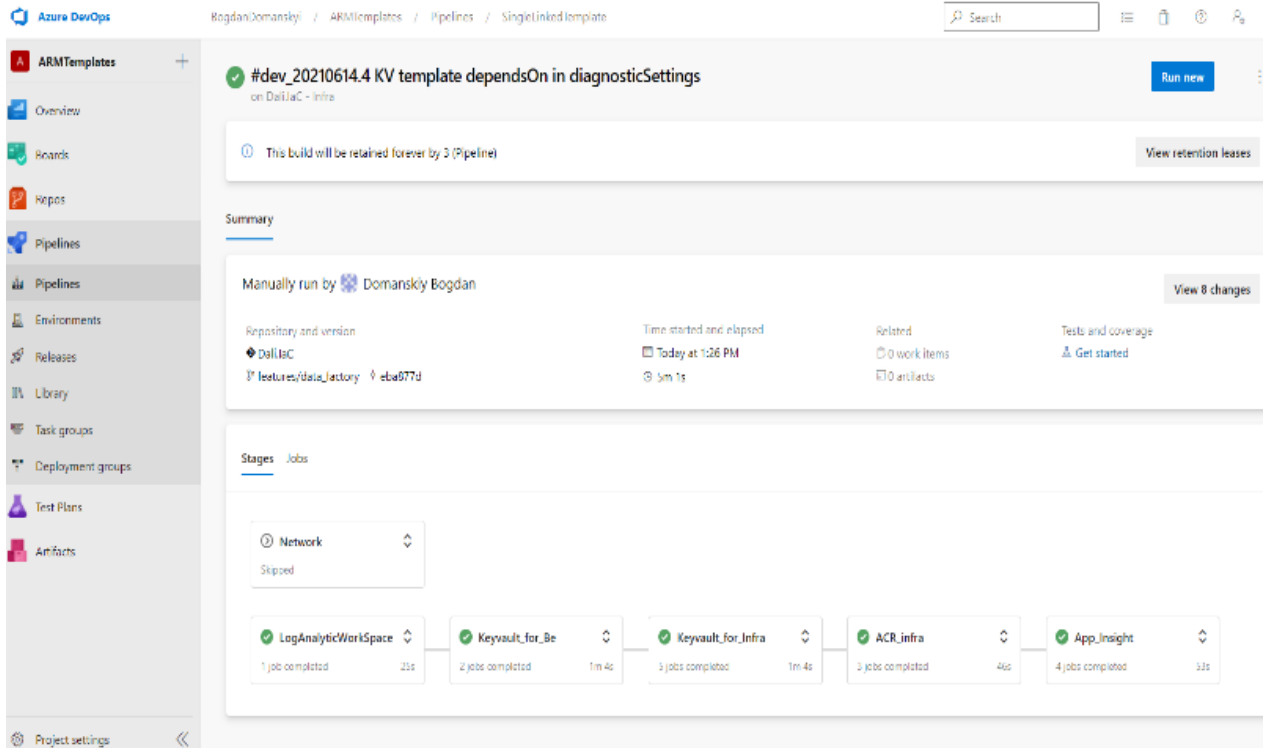 Azure DevOps
BogdanDomanskyi / ARMTemplates / Pipelines / SingleLinkedTemplate
Search
A ARMTemplates
Overview
Boards
Repos
Pipelines
Pipelines
Environments
Releases
Library
Task groups
Deployment groups
Test Plans
Artifacts
Project settings
#dev_20210614.4 KV template dependsOn in diagnosticSettings
on Dali.IaC - Infra
Run new
This build will be retained forever by 3 (Pipeline)
View retention leases
Summary
Manually run by Domanskiy Bogdan
View 8 changes
Repository and version
Dali.IaC
features/data_factory eba877d
Time started and elapsed
Today at 1:26 PM
5m 1s
Related
0 work items
0 artifacts
Tests and coverage
Get started
Stages Jobs
Network
Skipped
LogAnalyticWorkSpace
1 job completed 25s
Keyvault_for_Be
2 jobs completed 1m 4s
Keyvault_for_Infra
5 jobs completed 1m 4s
ACR_infra
3 jobs completed 46s
App_Insight
4 jobs completed 53s